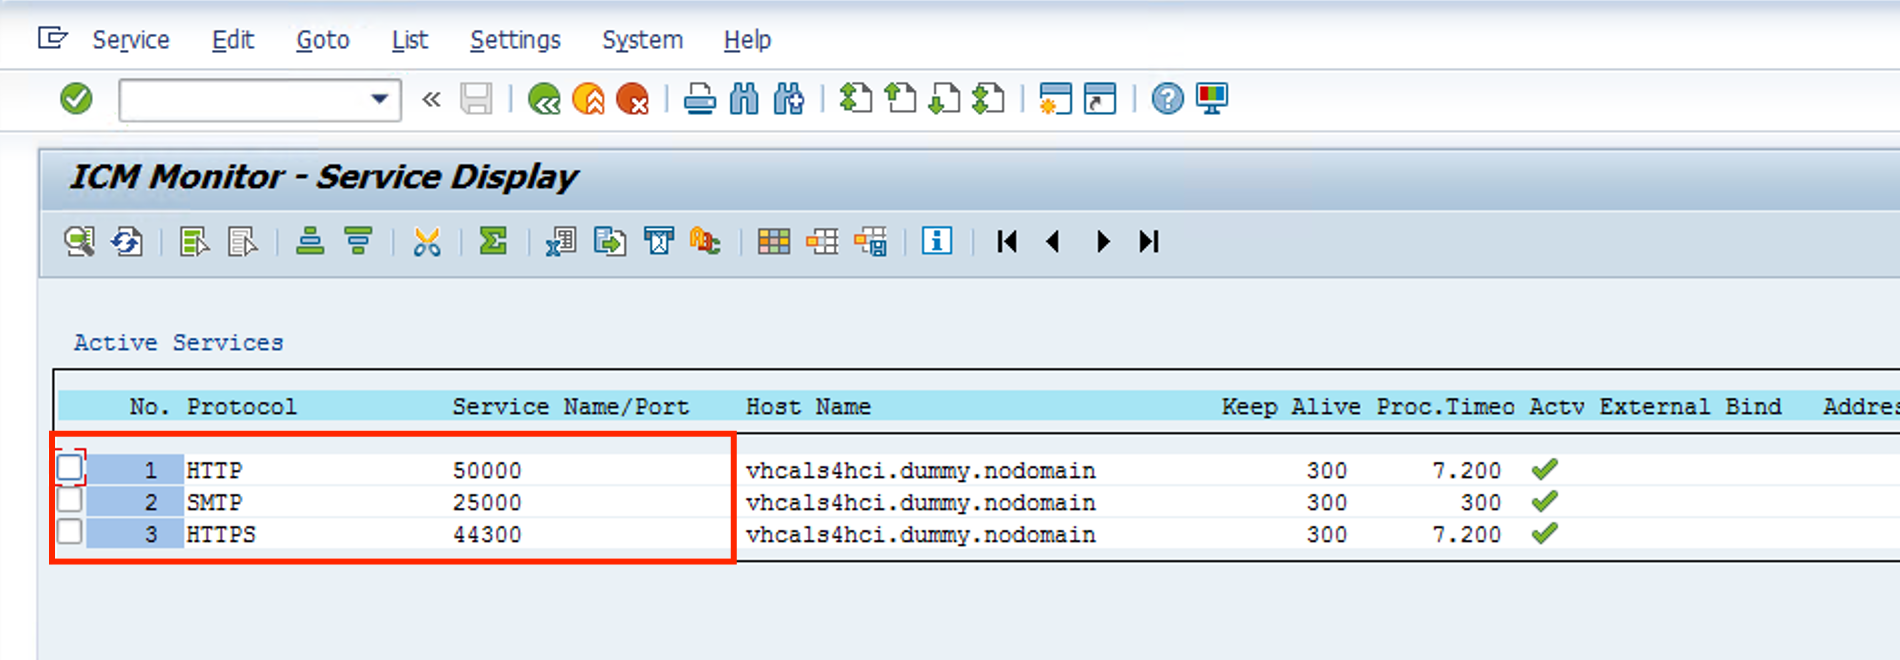 Service Edit Goto List Settings System Help
ICM Monitor - Service Display
Active Services
No. Protocol Service Name/Port Host Name Keep Alive Proc.Timeo Actv External Bind Addres
1 HTTP 50000 vhcals4hci.dummy.nodomain 300 7.200
2 SMTP 25000 vhcals4hci.dummy.nodomain 300 300
3 HTTPS 44300 vhcals4hci.dummy.nodomain 300 7.200